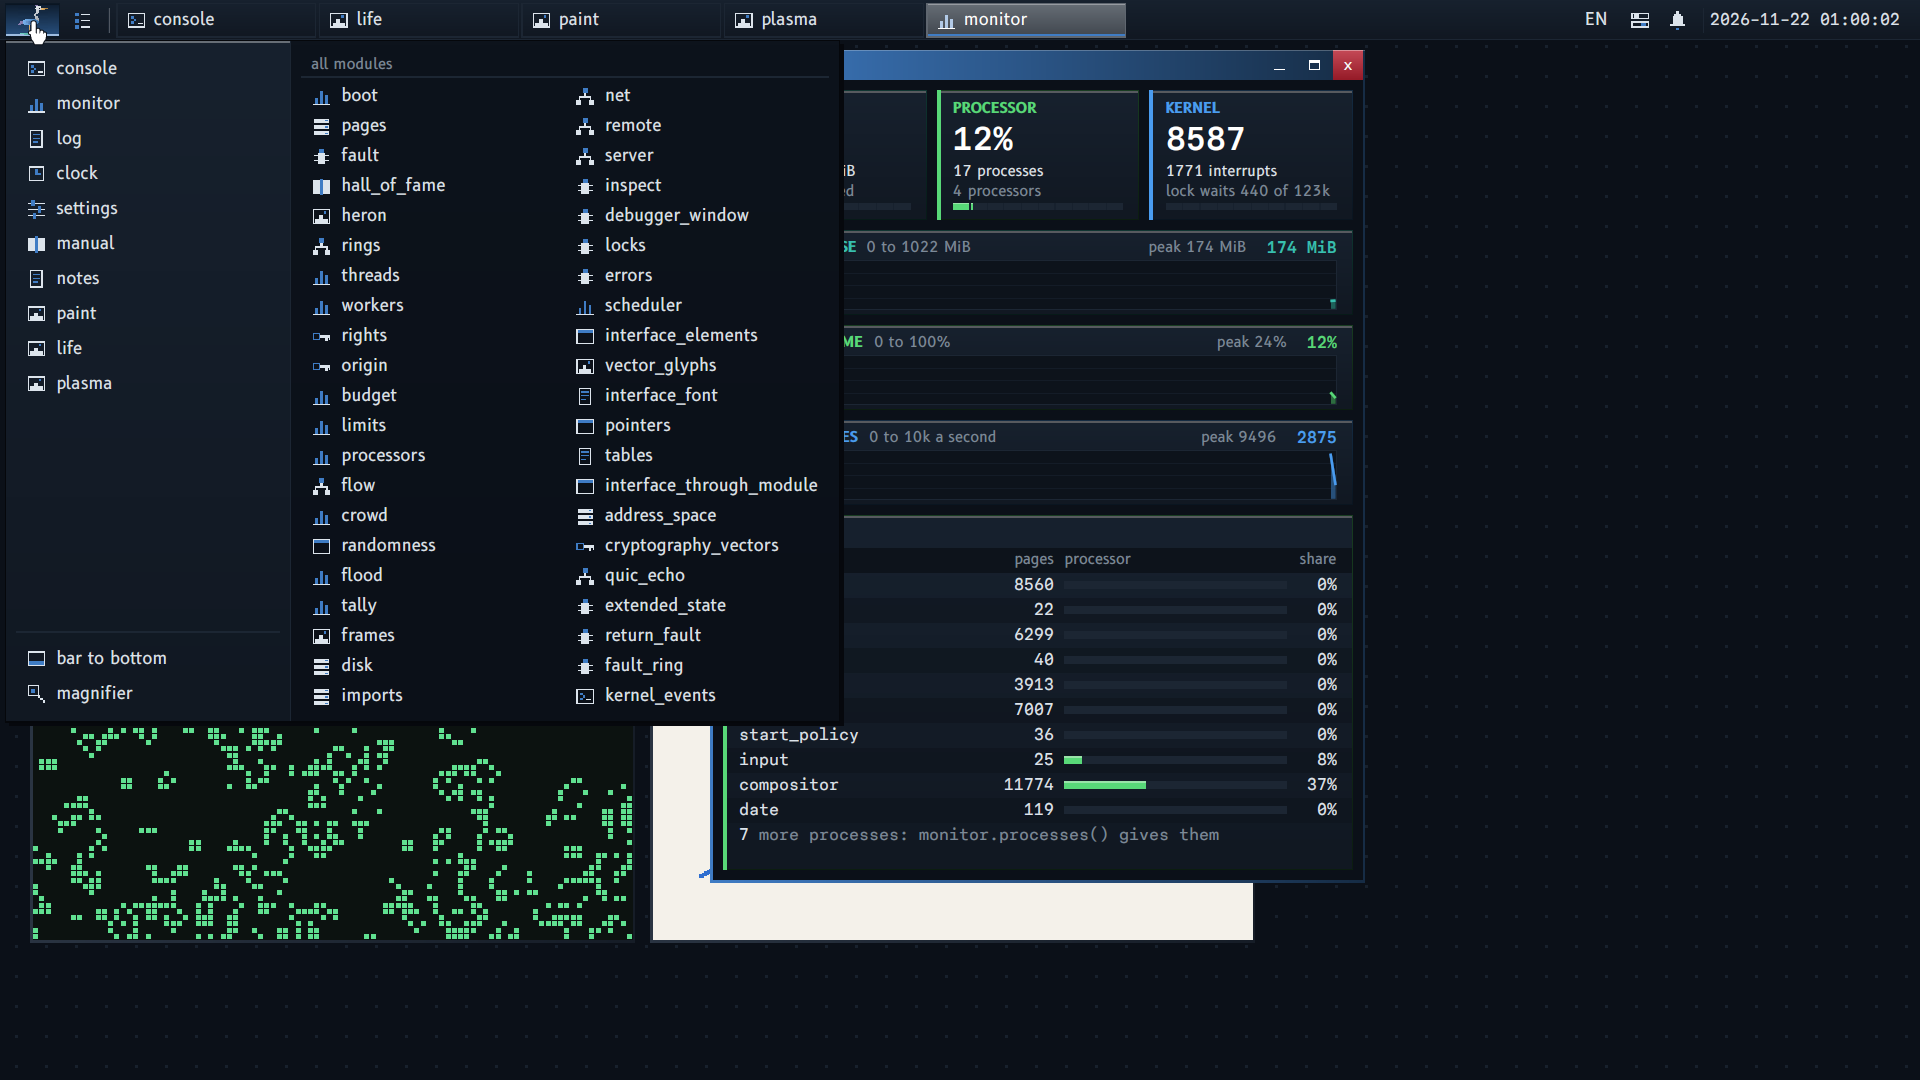 console life paint plasma monitor EN 2026-11-22 01:00:02
console
monitor
log
clock
settings
manual
notes
paint
life
plasma
bar to bottom
magnifier
all modules
boot
pages
fault
hall_of_fame
heron
rings
threads
workers
rights
origin
budget
limits
processors
flow
crowd
randomness
flood
tally
frames
disk
imports
net
remote
server
inspect
debugger_window
locks
errors
scheduler
interface_elements
vector_glyphs
interface_font
pointers
tables
interface_through_module
address_space
cryptography_vectors
quic_echo
extended_state
return_fault
fault_ring
kernel_events
x
iB
ed
PROCESSOR
12%
17 processes
4 processors
KERNEL
8587
1771 interrupts
lock waits 440 of 123k
SE 0 to 1022 MiB peak 174 MiB 174 MiB
ME 0 to 100% peak 24% 12%
ES 0 to 10k a second peak 9496 2875
pages processor share
8560 0%
22 0%
6299 0%
40 0%
3913 0%
7007 0%
start_policy 36 0%
input 25 8%
compositor 11774 37%
date 119 0%
7 more processes: monitor.processes() gives them